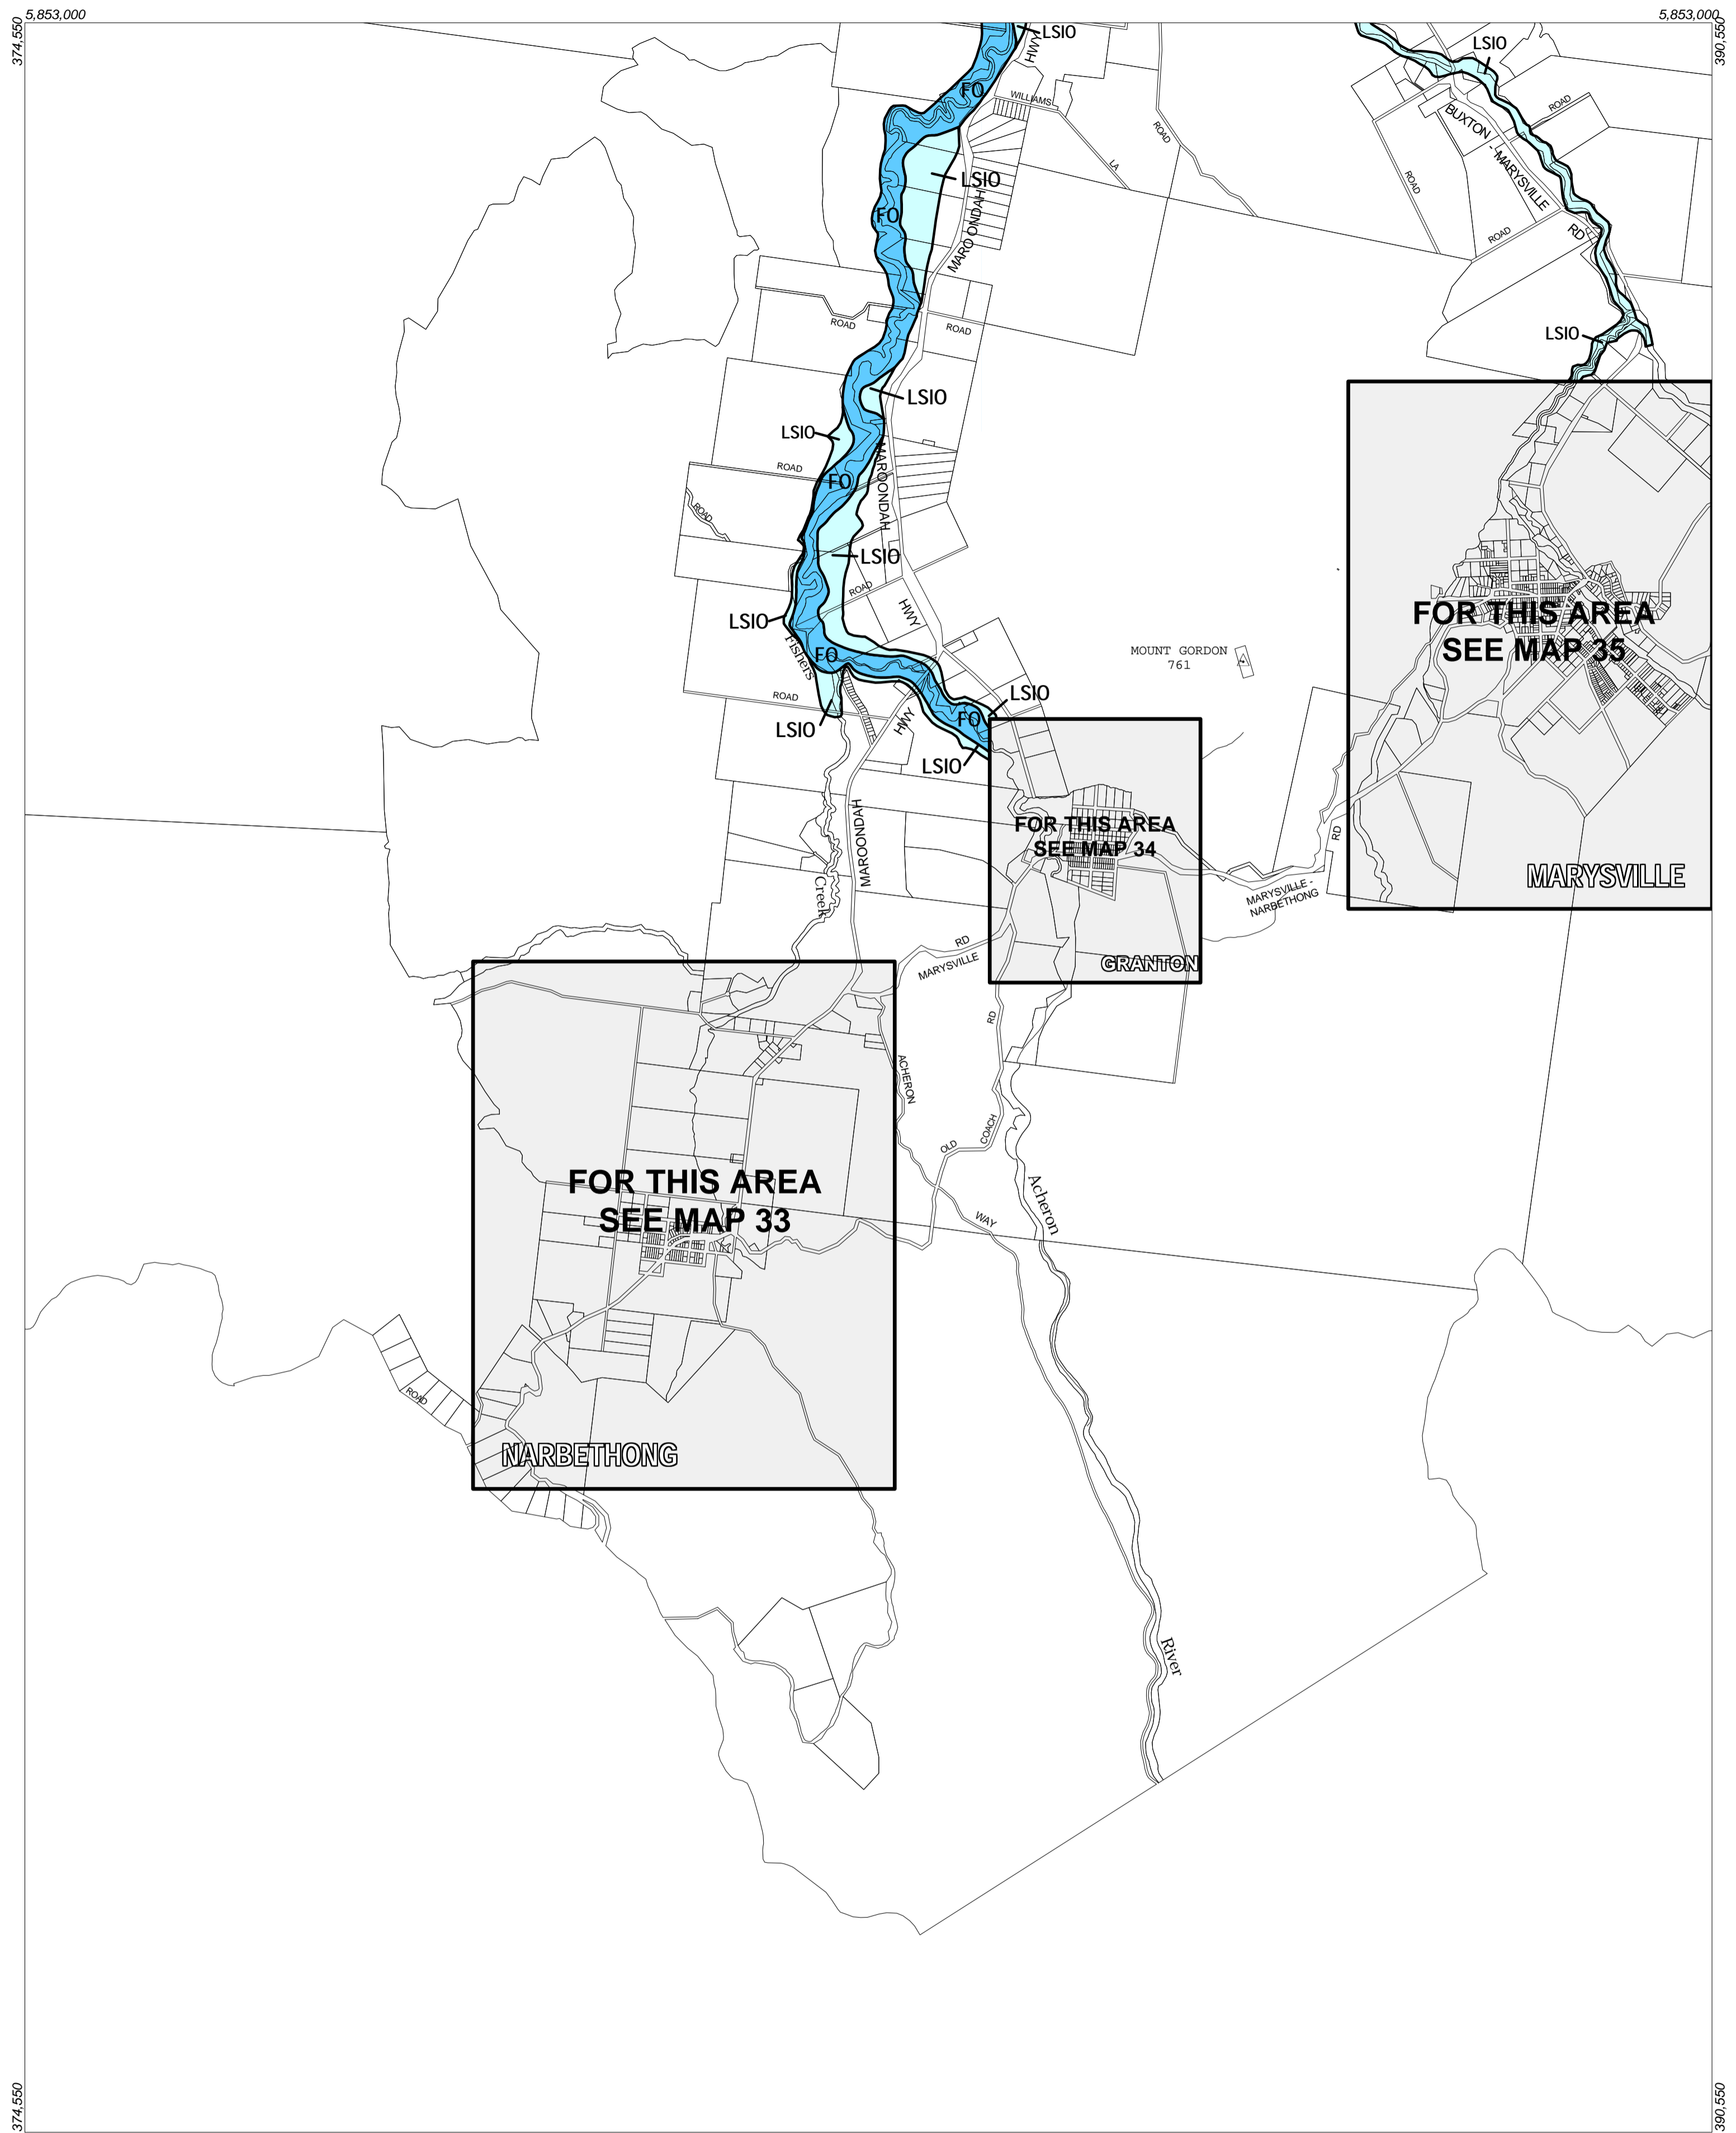 5,853,000
5,853,000
374,550
390,550
LSIO
HWY
LSIO
FO
WILLIAMS
ROAD
BUXTON
ROAD
LA
ROAD
- MARYSVILLE
LSIO
FO
MAROONDAH
ROAD
RD
ROAD
ROAD
LSIO
LSIO
LSIO
MAROONDAH
ROAD
FO
ROAD
LSIO
ROAD
HWY
LSIO
FOR THIS AREA
SEE MAP 35
Fishers
FO
MOUNT GORDON
761
LSIO
ROAD
FO
HWY
LSIO
LSIO
MAROONDAH
FOR THIS AREA
SEE MAP 34
RD
Creek
MARYSVILLE -
NARBETHONG
MARYSVILLE
RD
MARYSVILLE
GRANTON
RD
ACHERON
COACH
OLD
FOR THIS AREA
SEE MAP 33
Acheron
WAY
ROAD
NARBETHONG
River
374,550
390,550